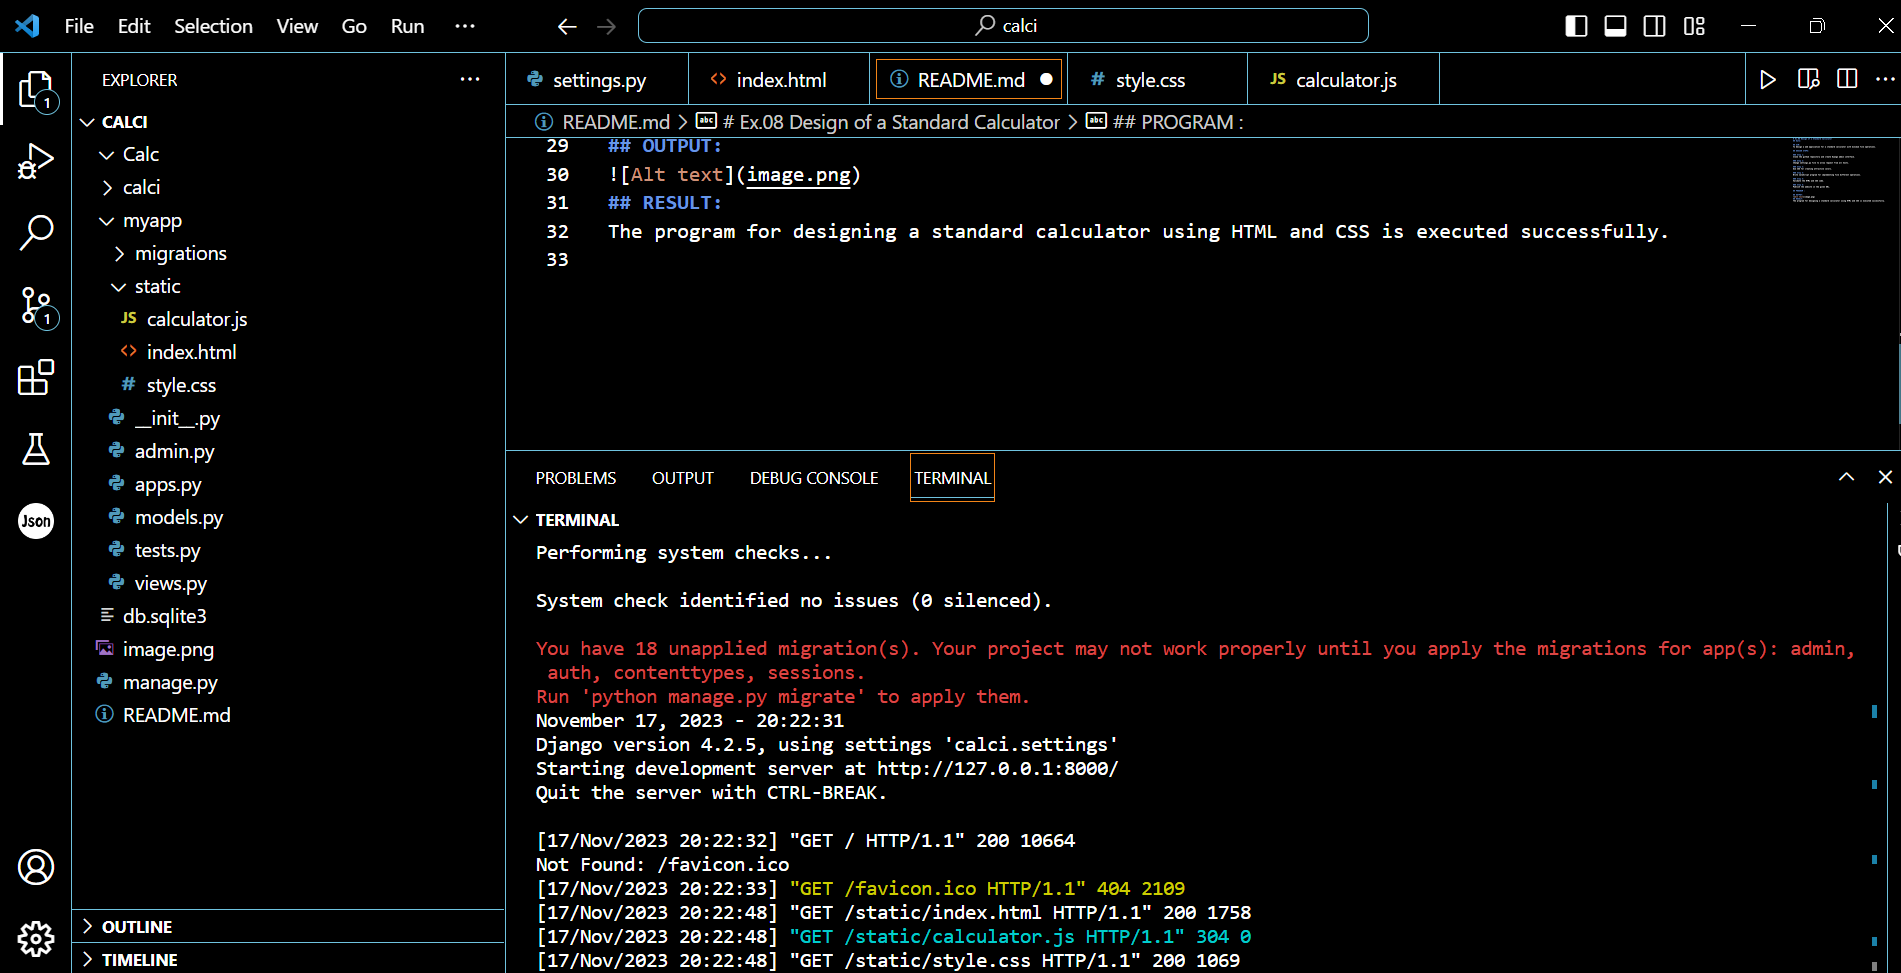 File Edit Selection View Go Run ...
calci
EXPLORER ...
1
CALCI
Calc
calci
myapp
migrations
static
JS calculator.js
<> index.html
# style.css
__init__.py
admin.py
apps.py
models.py
tests.py
views.py
db.sqlite3
image.png
manage.py
README.md
1
Json
OUTLINE
TIMELINE
settings.py <> index.html README.md # style.css JS calculator.js ...
README.md > abc # Ex.08 Design of a Standard Calculator > abc ## PROGRAM :
29 ## OUTPUT:
30 ![Alt text](image.png)
31 ## RESULT:
32 The program for designing a standard calculator using HTML and CSS is executed successfully.
33
PROBLEMS OUTPUT DEBUG CONSOLE TERMINAL
TERMINAL
Performing system checks...
System check identified no issues (0 silenced).
You have 18 unapplied migration(s). Your project may not work properly until you apply the migrations for app(s): admin,
auth, contenttypes, sessions.
Run 'python manage.py migrate' to apply them.
November 17, 2023 - 20:22:31
Django version 4.2.5, using settings 'calci.settings'
Starting development server at http://127.0.0.1:8000/
Quit the server with CTRL-BREAK.
[17/Nov/2023 20:22:32] "GET / HTTP/1.1" 200 10664
Not Found: /favicon.ico
[17/Nov/2023 20:22:33] "GET /favicon.ico HTTP/1.1" 404 2109
[17/Nov/2023 20:22:48] "GET /static/index.html HTTP/1.1" 200 1758
[17/Nov/2023 20:22:48] "GET /static/calculator.js HTTP/1.1" 304 0
[17/Nov/2023 20:22:48] "GET /static/style.css HTTP/1.1" 200 1069